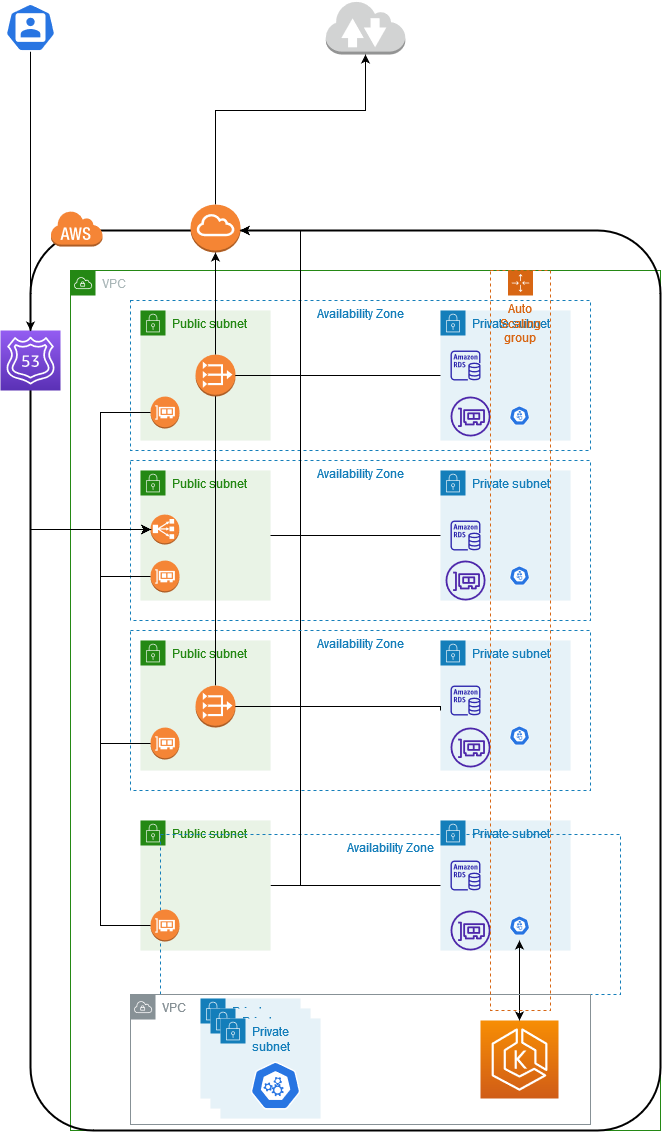 AWS
VPC
Auto
Scaling
group
Availability Zone
Public subnet
Private subnet
53
Amazon
RDS
Availability Zone
Public subnet
Private subnet
Amazon
RDS
Availability Zone
Public subnet
Private subnet
Amazon
RDS
Public subnet
Private subnet
Availability Zone
Amazon
RDS
VPC
Private
subnet
K